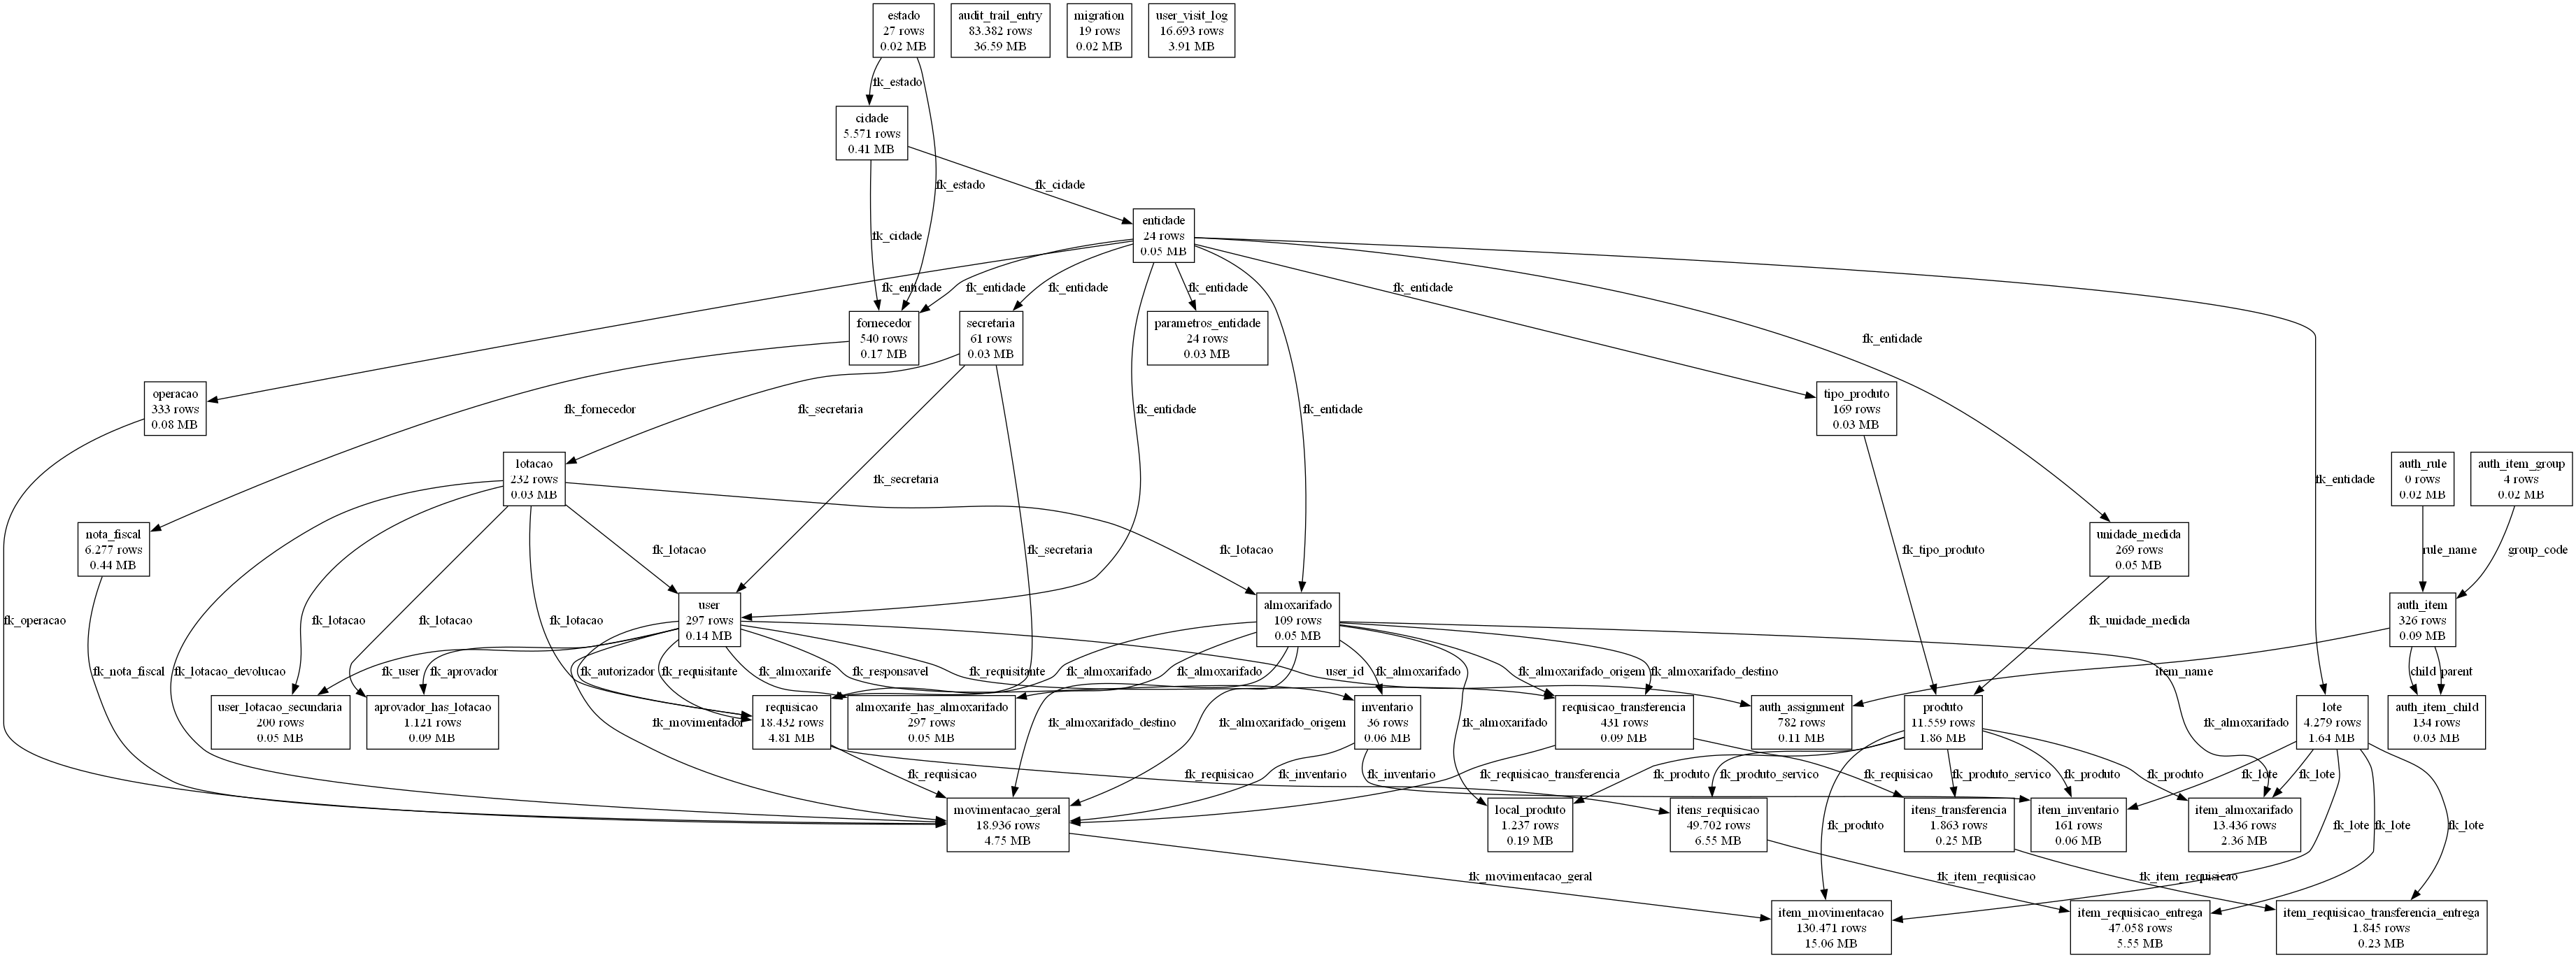 estado
27 rows
0.02 MB
audit_trail_entry
83.382 rows
36.59 MB
migration
19 rows
0.02 MB
user_visit_log
16.693 rows
3.91 MB
fk_estado
cidade
5.571 rows
0.41 MB
fk_estado
fk_cidade
entidade
24 rows
0.05 MB
fk_cidade
fk_entidade
fk_entidade
fk_entidade
fk_entidade
fk_entidade
fornecedor
540 rows
0.17 MB
secretaria
61 rows
0.03 MB
parametros_entidade
24 rows
0.03 MB
fk_entidade
operacao
333 rows
0.08 MB
fk_fornecedor
fk_secretaria
fk_entidade
fk_entidade
tipo_produto
169 rows
0.03 MB
lotacao
232 rows
0.03 MB
fk_secretaria
fk_entidade
auth_rule
0 rows
0.02 MB
auth_item_group
4 rows
0.02 MB
nota_fiscal
6.277 rows
0.44 MB
fk_lotacao
fk_secretaria
fk_lotacao
fk_tipo_produto
unidade_medida
269 rows
0.05 MB
rule_name
group_code
fk_operacao
fk_lotacao
fk_lotacao
fk_lotacao
user
297 rows
0.14 MB
almoxarifado
109 rows
0.05 MB
fk_unidade_medida
auth_item
326 rows
0.09 MB
fk_nota_fiscal
fk_lotacao_devolucao
fk_user
fk_aprovador
fk_autorizador
fk_requisitante
fk_almoxarife
fk_responsavel
fk_requisitante
fk_almoxarifado
fk_almoxarifado
user_id
fk_almoxarifado
fk_almoxarifado_origem
fk_almoxarifado_destino
item_name
child
parent
user_lotacao_secundaria
200 rows
0.05 MB
aprovador_has_lotacao
1.121 rows
0.09 MB
fk_movimentador
requisicao
18.432 rows
4.81 MB
almoxarife_has_almoxarifado
297 rows
0.05 MB
fk_almoxarifado_destino
fk_almoxarifado_origem
inventario
36 rows
0.06 MB
fk_almoxarifado
requisicao_transferencia
431 rows
0.09 MB
auth_assignment
782 rows
0.11 MB
produto
11.559 rows
1.86 MB
fk_almoxarifado
lote
4.279 rows
1.64 MB
auth_item_child
134 rows
0.03 MB
fk_requisicao
fk_requisicao
fk_inventario
fk_inventario
fk_requisicao_transferencia
fk_produto
fk_produto_servico
fk_requisicao
fk_produto_servico
fk_produto
fk_produto
fk_lote
fk_lote
movimentacao_geral
18.936 rows
4.75 MB
local_produto
1.237 rows
0.19 MB
itens_requisicao
49.702 rows
6.55 MB
fk_produto
itens_transferencia
1.863 rows
0.25 MB
item_inventario
161 rows
0.06 MB
item_almoxarifado
13.436 rows
2.36 MB
fk_lote
fk_lote
fk_lote
fk_movimentacao_geral
fk_item_requisicao
fk_item_requisicao
item_movimentacao
130.471 rows
15.06 MB
item_requisicao_entrega
47.058 rows
5.55 MB
item_requisicao_transferencia_entrega
1.845 rows
0.23 MB